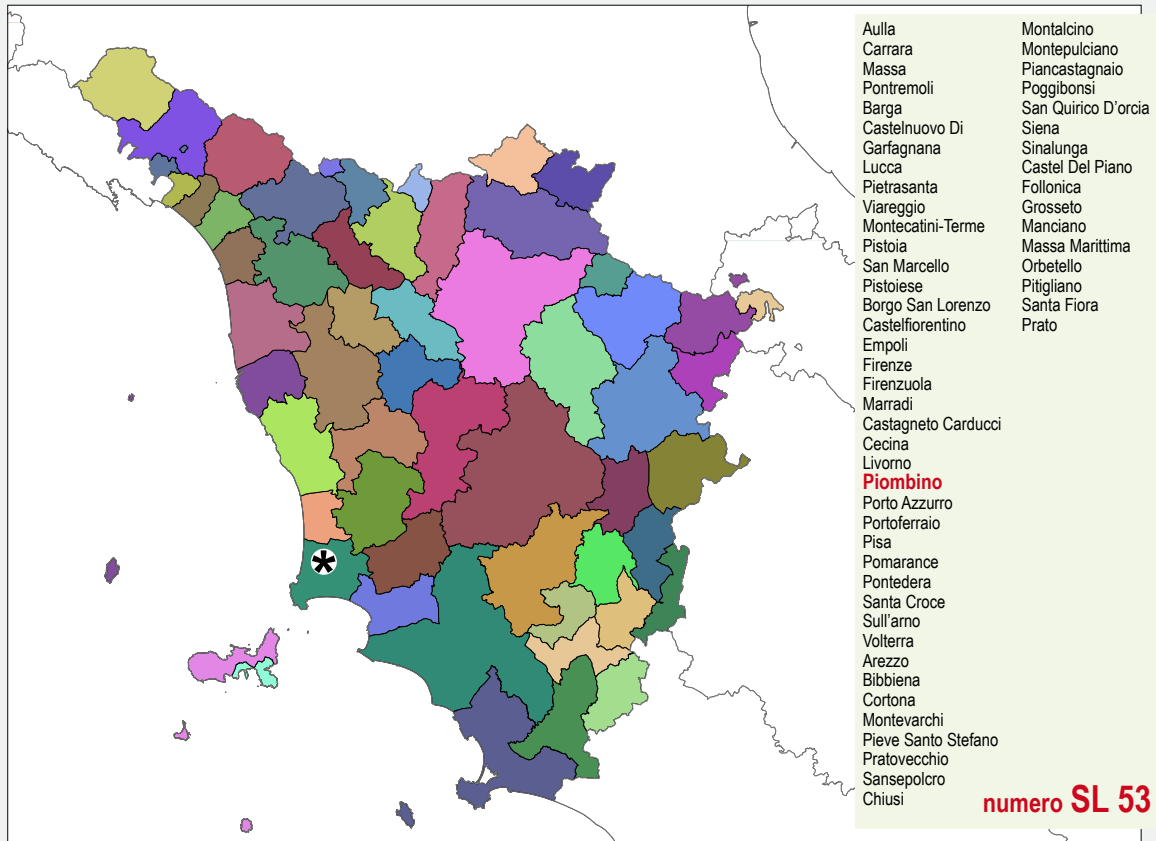 Aulla
Carrara
Massa
Pontremoli
Barga
Castelnuovo Di
Garfagnana
Lucca
Pietrasanta
Viareggio
Montecatini-Terme
Pistoia
San Marcello
Pistoiese
Borgo San Lorenzo
Castelfiorentino
Empoli
Firenze
Firenzuola
Marradi
Castagneto Carducci
Cecina
Livorno
Piombino
Porto Azzurro
Portoferraio
Pisa
Pomarance
Pontedera
Santa Croce
Sull'arno
Volterra
Arezzo
Bibbiena
Cortona
Montevarchi
Pieve Santo Stefano
Pratovecchio
Sansepolcro
Chiusi
Montalcino
Montepulciano
Piancastagnaio
Poggibonsi
San Quirico D'orcia
Siena
Sinalunga
Castel Del Piano
Follonica
Grosseto
Manciano
Massa Marittima
Orbetello
Pitigliano
Santa Fiora
Prato
numero SL 53
*